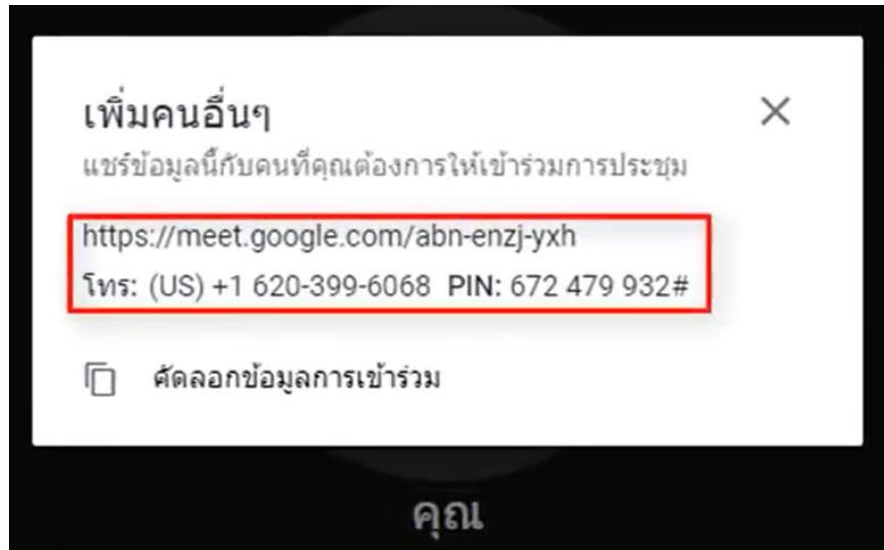 เพิ่มคนอื่นๆ
แชร์ข้อมูลนี้กับคนที่คุณต้องการให้เข้าร่วมการประชุม
https://meet.google.com/abn-enzj-yxh
โทร: (US) +1 620-399-6068 PIN: 672 479 932#
คัดลอกข้อมูลการเข้าร่วม
คุณ